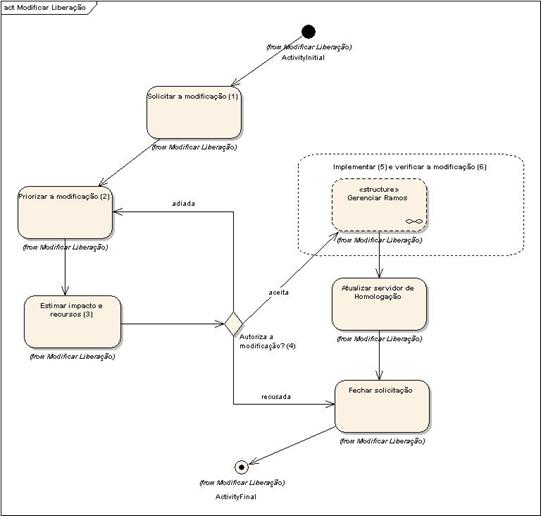 act Modificar Liberação
(from Modificar Liberação)
ActivityInitial
Solicitar a modificação (1)
(from Modificar Liberação)
Implementar (5) e verificar a modificação (6)
«structure»
Gerenciar Ramos
(from Modificar Liberação)
Priorizar a modificação (2)
(from Modificar Liberação)
adiada
aceita
Atualizar servidor de
Homologação
(from Modificar Liberação)
Estimar impacto e
recursos (3)
(from Modificar Liberação)
Autoriza a
modificação? (4)
recusada
Fechar solicitação
(from Modificar Liberação)
(from Modificar Liberação)
ActivityFinal